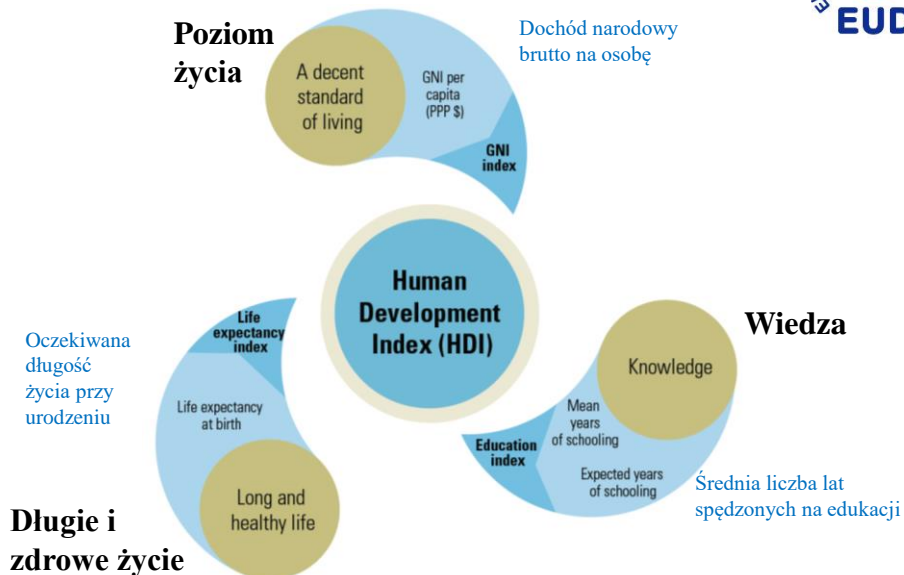 Poziom
życia
A decent
standard
of living
GNI per
capita
(PPP $)
GNI
index
Dochód narodowy
brutto na osobę
EUD
Human
Development
Index (HDI)
Life
expectancy
index
Life expectancy
at birth
Long and
healthy life
Oczekiwana
długość
życia przy
urodzeniu
Długie i
zdrowe życie
Wiedza
Knowledge
Mean
years
of schooling
Education
index
Expected years
of schooling
Średnia liczba lat
spędzonych na edukacji